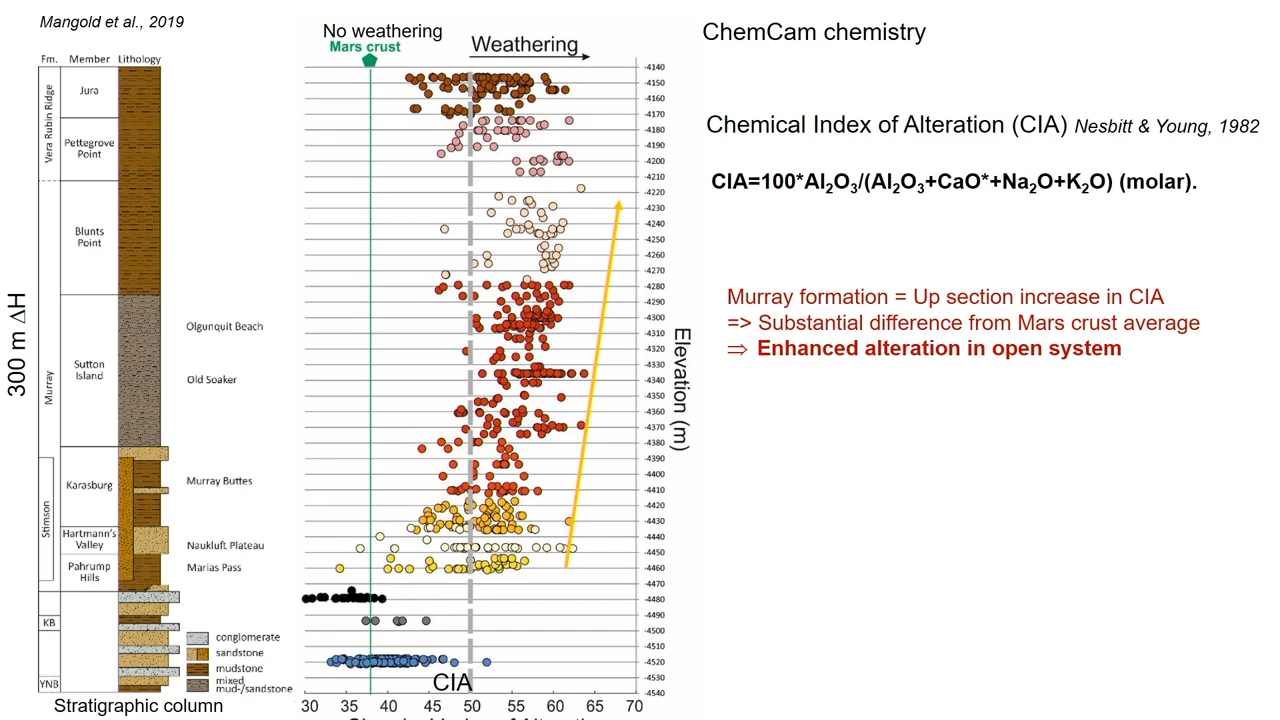 Mangold et al., 2019
No weathering
Mars crust
Weathering
ChemCam chemistry
Fm. Member Lithology
Vera Rubin Ridge
Jura
Pettegrove
Point
Blunts
Point
Murray
Sutton
Island
Olgunquit Beach
Old Soaker
Stimson
Karasburg
Murray Buttes
Hartmann's
Valley
Naukluft Plateau
Pahrump
Hills
Marias Pass
KB
YNB
conglomerate
sandstone
mudstone
mixed
mud-/sandstone
Stratigraphic column
300 m ΔH
-4140
-4150
-4160
-4170
-4180
-4190
-4200
-4210
-4220
-4230
-4240
-4250
-4260
-4270
-4280
-4290
-4300
-4310
-4320
-4330
-4340
-4350
-4360
-4370
-4380
-4390
-4400
-4410
-4420
-4430
-4440
-4450
-4460
-4470
-4480
-4490
-4500
-4510
-4520
-4530
-4540
Elevation (m)
CIA
30 35 40 45 50 55 60 65 70
Chemical Index of Alteration (CIA) Nesbitt & Young, 1982
CIA=100*Al₂O₃/(Al₂O₃+CaO*+Na₂O+K₂O) (molar).
Murray formation = Up section increase in CIA
=> Substantial difference from Mars crust average
⇒ Enhanced alteration in open system